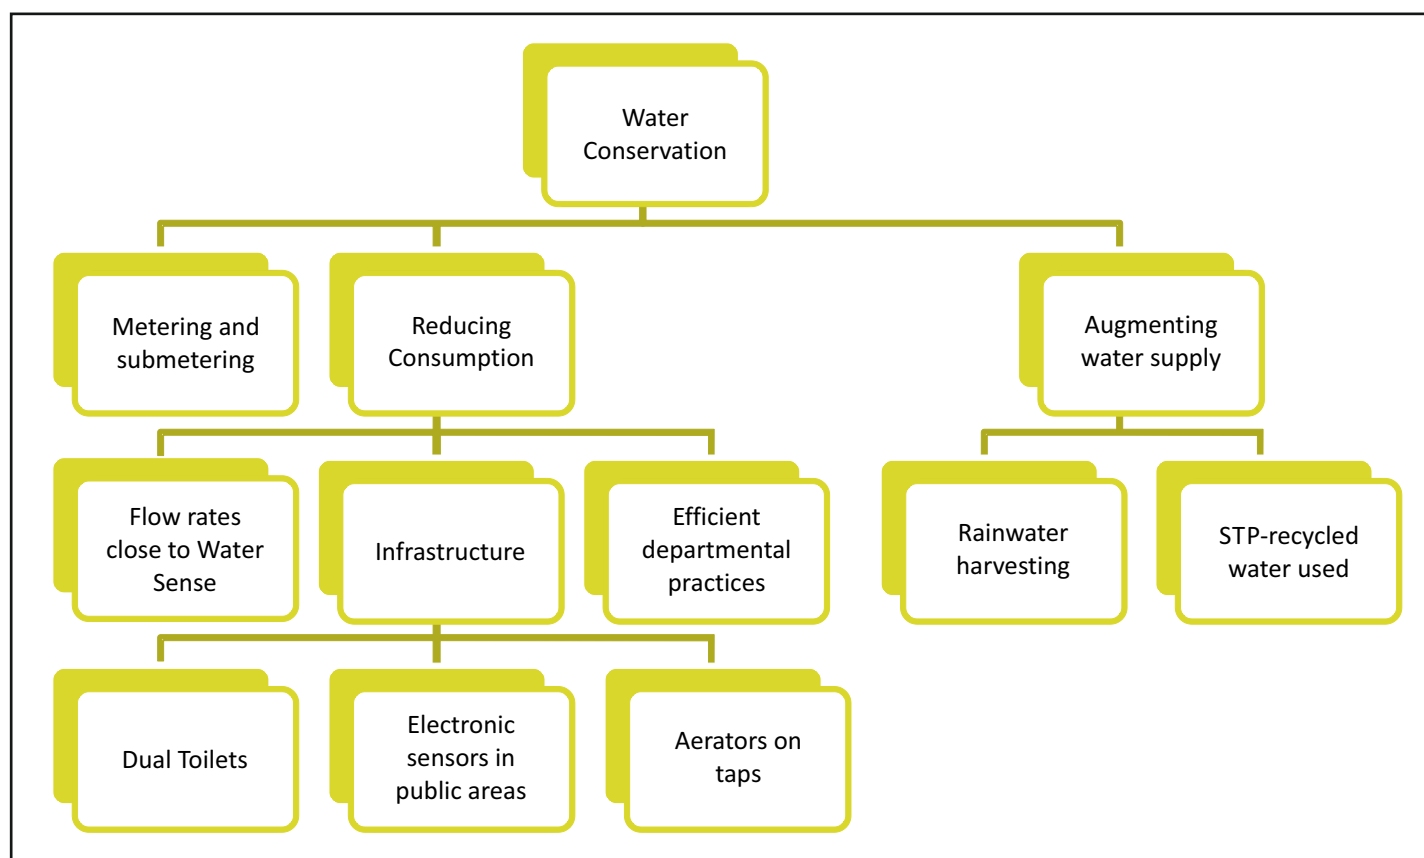 Water
Conservation
Metering and
submetering
Reducing
Consumption
Augmenting
water supply
Flow rates
close to Water
Sense
Infrastructure
Efficient
departmental
practices
Rainwater
harvesting
STP-recycled
water used
Dual Toilets
Electronic
sensors in
public areas
Aerators on
taps